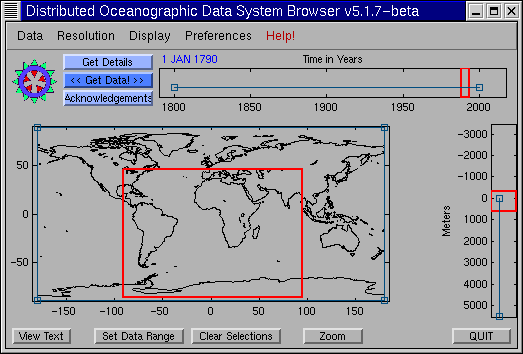 Distributed Oceanographic Data System Browser v5.1.7-beta
Data Resolution Display Preferences Help!
Get Details
<< Get Data! >>
Acknowledgements
1 JAN 1790 Time in Years
1800 1850 1900 1950 2000
50
0
-50
-150 -100 -50 0 50 100 150
-3000
-2000
-1000
0
1000
2000
3000
4000
5000
Meters
View Text Set Data Range Clear Selections Zoom QUIT